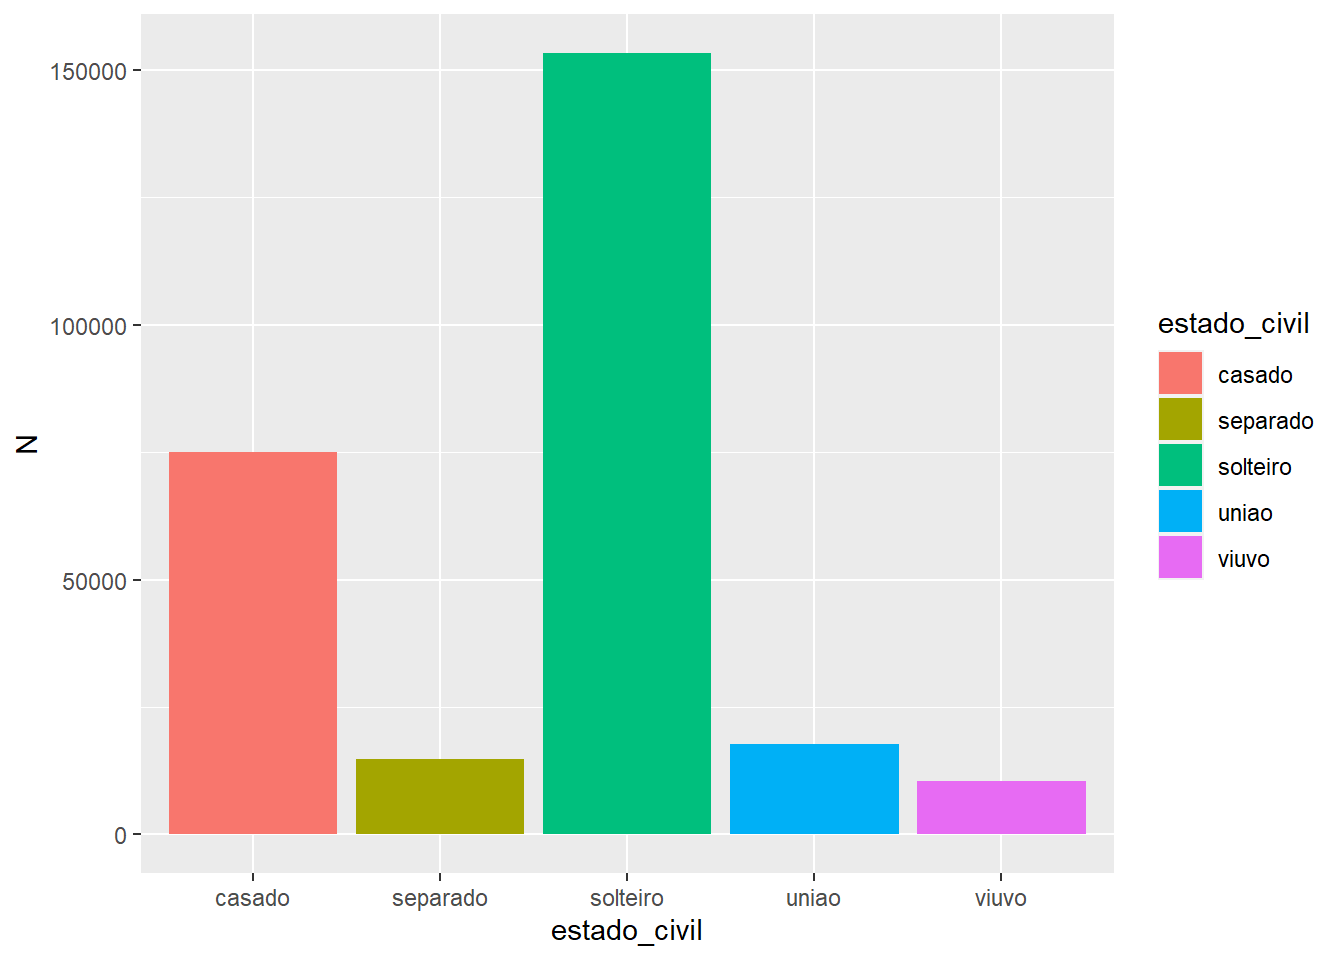 150000
100000
50000
0
N
casado
separado
solteiro
uniao
viuvo
estado_civil
estado_civil
casado
separado
solteiro
uniao
viuvo